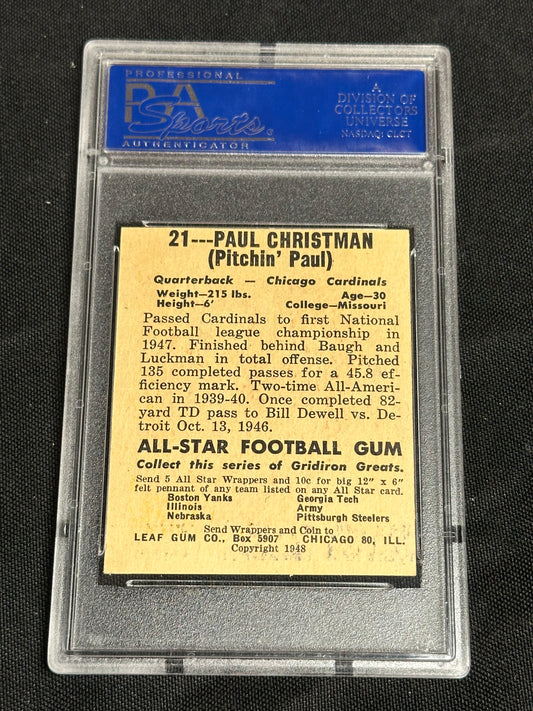 PROFESSIONAL
PSA
Sports.
AUTHENTICATOR
A
DIVISION OF
COLLECTORS
UNIVERSE
NASDAQ: CLCT
21---PAUL CHRISTMAN
(Pitchin' Paul)
Quarterback — Chicago Cardinals
Weight—215 lbs. Age—30
Height—6' College—Missouri
Passed Cardinals to first National
Football league championship in
1947. Finished behind Baugh and
Luckman in total offense. Pitched
135 completed passes for a 45.8 ef-
ficiency mark. Two-time All-Ameri-
can in 1939-40. Once completed 82-
yard TD pass to Bill Dewell vs. De-
troit Oct. 13, 1946.
ALL-STAR FOOTBALL GUM
Collect this series of Gridiron Greats.
Send 5 All Star Wrappers and 10c for big 12" x 6"
felt pennant of any team listed on any All Star card.
Boston Yanks Georgia Tech
Illinois Army
Nebraska Pittsburgh Steelers
Send Wrappers and Coin to
LEAF GUM CO., Box 5907 CHICAGO 80, ILL.
Copyright 1948